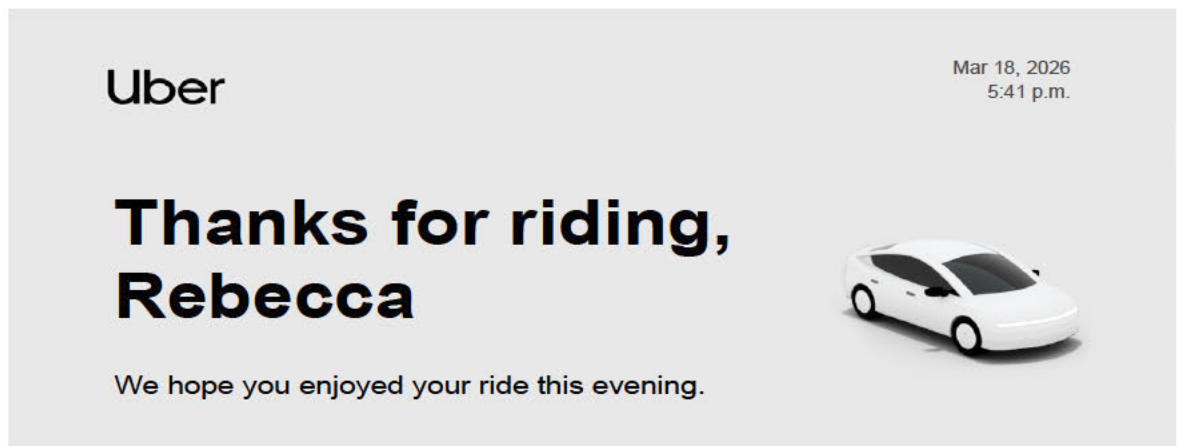 Uber
Mar 18, 2026
5:41 p.m.
Thanks for riding,
Rebecca
We hope you enjoyed your ride this evening.